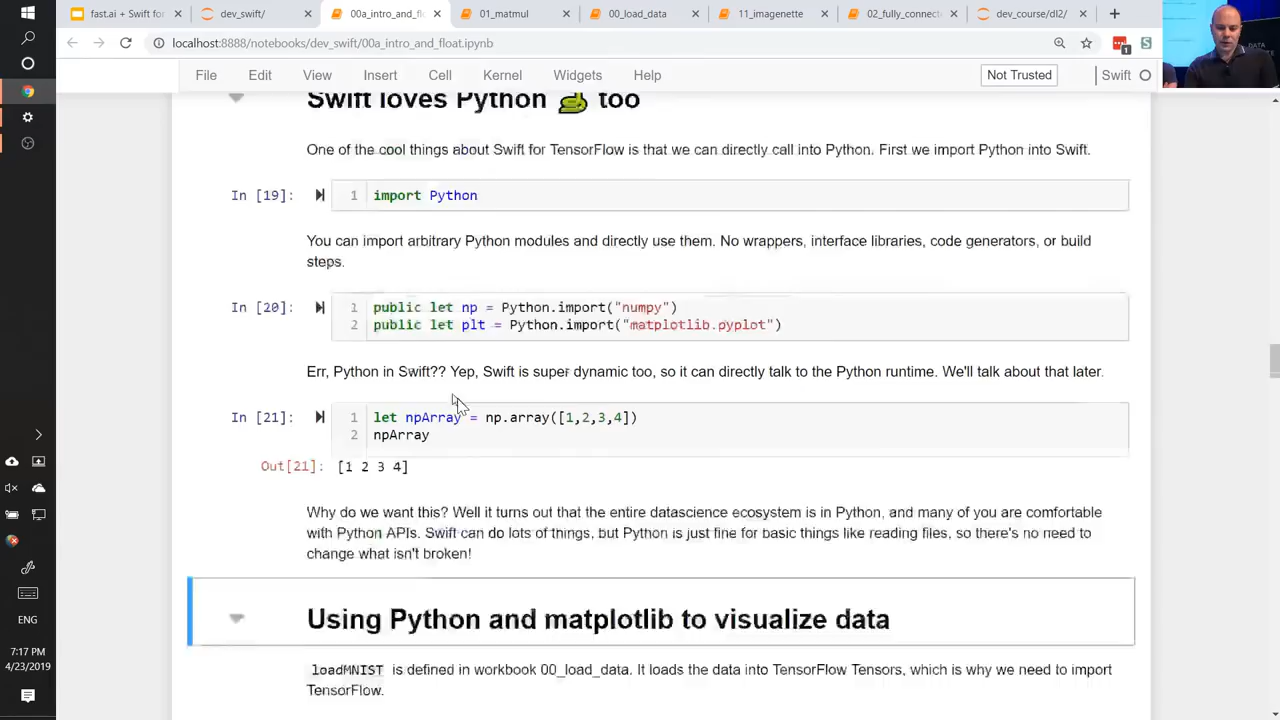 fast.ai - Swift for
dev_swift/
00a_intro_and_fl
01_matmul
00_load_data
11_imagenette
02_fully_connec
dev_course/dl2/
localhost:8888/notebooks/dev_swift/00a_intro_and_float.ipynb
1
S
DATA
File Edit View Insert Cell Kernel Widgets Help
Not Trusted
Swift
Swift loves Python 🐍 too
One of the cool things about Swift for TensorFlow is that we can directly call into Python. First we import Python into Swift.
In [19]:
1 import Python
You can import arbitrary Python modules and directly use them. No wrappers, interface libraries, code generators, or build
steps.
In [20]:
1 public let np = Python.import("numpy")
2 public let plt = Python.import("matplotlib.pyplot")
Err, Python in Swift?? Yep, Swift is super dynamic too, so it can directly talk to the Python runtime. We'll talk about that later.
In [21]:
1 let npArray = np.array([1,2,3,4])
2 npArray
Out[21]: [1 2 3 4]
Why do we want this? Well it turns out that the entire datascience ecosystem is in Python, and many of you are comfortable
with Python APIs. Swift can do lots of things, but Python is just fine for basic things like reading files, so there's no need to
change what isn't broken!
Using Python and matplotlib to visualize data
loadMNIST is defined in workbook 00_load_data. It loads the data into TensorFlow Tensors, which is why we need to import
TensorFlow.
ENG
7:17 PM
4/23/2019